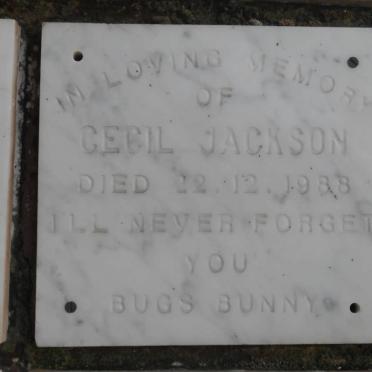 IN LOVING MEMORY
OF
CECIL JACKSON
DIED 22.12.1988
I'LL NEVER FORGET
YOU
BUGS BUNNY